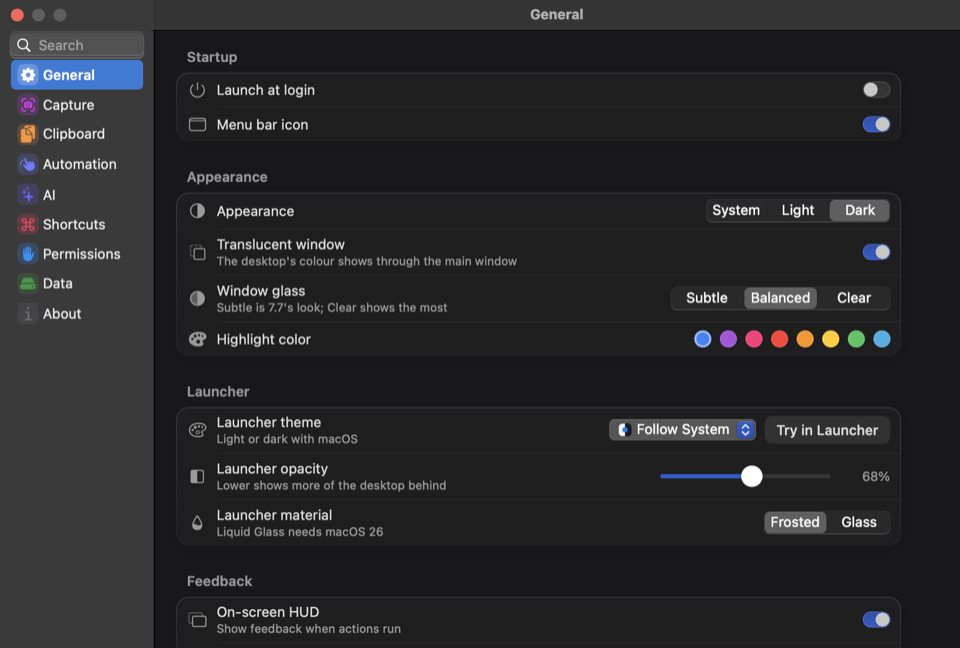 General
Search
General
Capture
Clipboard
Automation
AI
Shortcuts
Permissions
Data
About
Startup
Launch at login
Menu bar icon
Appearance
Appearance
System Light Dark
Translucent window
The desktop's colour shows through the main window
Window glass
Subtle is 7.7's look; Clear shows the most
Subtle Balanced Clear
Highlight color
Launcher
Launcher theme
Light or dark with macOS
Follow System Try in Launcher
Launcher opacity
Lower shows more of the desktop behind
68%
Launcher material
Liquid Glass needs macOS 26
Frosted Glass
Feedback
On-screen HUD
Show feedback when actions run